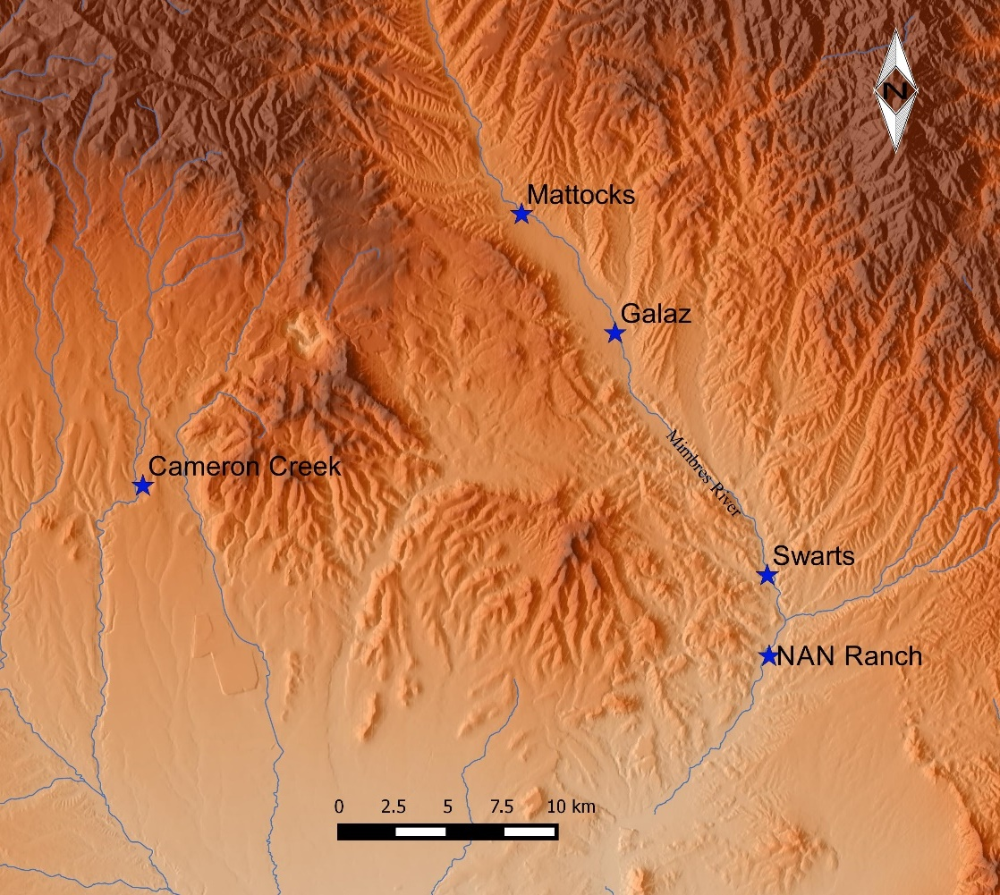 N
Mattocks
Galaz
Mimbres River
Cameron Creek
Swarts
NAN Ranch
0 2.5 5 7.5 10 km